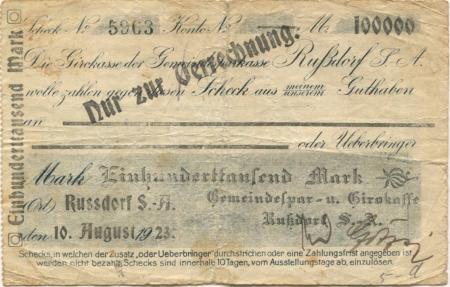 Scheck No 5963 Konto No M. 100000
Die Girokasse der Gemeindesparkasse Rußdorf S.-A.
wolle zahlen gegen diesen Scheck aus meinem unserem Guthaben
Nur zur Verrechnung.
an
oder Ueberbringer
Mark Einhunderttausend Mark
(Ort) Russdorf S.-A. Gemeindespar- u. Girokasse
Rußdorf S.-A.
den 10. August 1923.
Schecks, in welchen der Zusatz „oder Ueberbringer" durchstrichen oder eine Zahlungsfrist angegeben ist
werden nicht bezahlt. Schecks sind innerhalb 10 Tagen, vom Ausstellungstage ab, einzulösen.
Einhunderttausend Mark